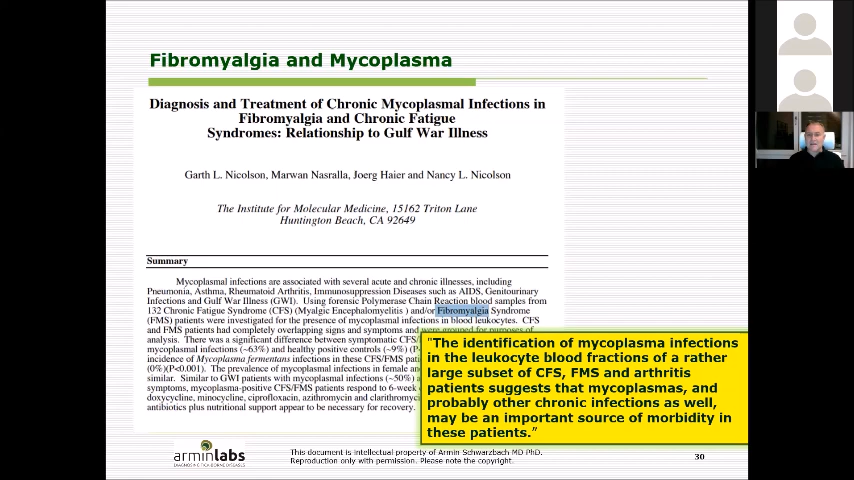 Fibromyalgia and Mycoplasma
Diagnosis and Treatment of Chronic Mycoplasmal Infections in
Fibromyalgia and Chronic Fatigue
Syndromes: Relationship to Gulf War Illness
Garth L. Nicolson, Marwan Nasralla, Joerg Haier and Nancy L. Nicolson
The Institute for Molecular Medicine, 15162 Triton Lane
Huntington Beach, CA 92649
Summary
Mycoplasmal infections are associated with several acute and chronic illnesses, including
Pneumonia, Asthma, Rheumatoid Arthritis, Immunosuppression Diseases such as AIDS, Genitourinary
Infections and Gulf War Illness (GWI). Using forensic Polymerase Chain Reaction blood samples from
132 Chronic Fatigue Syndrome (CFS) (Myalgic Encephalomyelitis ) and/or Fibromyalgia Syndrome
(FMS) patients were investigated for the presence of mycoplasmal infections in blood leukocytes. CFS
and FMS patients had completely overlapping signs and symptoms and were grouped for purposes of
analysis. There was a significant difference between symptomatic CFS/
mycoplasmal infections (~63%) and healthy positive controls (~9%) (P
incidence of Mycoplasma fermentans infections in these CFS/FMS pat
(0%)(P<0.001). The prevalence of mycoplasmal infections in female an
similar. Similar to GWI patients with mycoplasmal infections (~50%) a
symptoms, mycoplasma-positive CFS/FMS patients respond to 6-week c
doxycycline, minocycline, ciprofloxacin, azithromycin and clarithromyc
antibiotics plus nutritional support appear to be necessary for recovery.
"The identification of mycoplasma infections
in the leukocyte blood fractions of a rather
large subset of CFS, FMS and arthritis
patients suggests that mycoplasmas, and
probably other chronic infections as well,
may be an important source of morbidity in
these patients."
arminlabs
This document is intellectual property of Armin Schwarzbach MD PhD.
Reproduction only with permission. Please note the copyright.
30